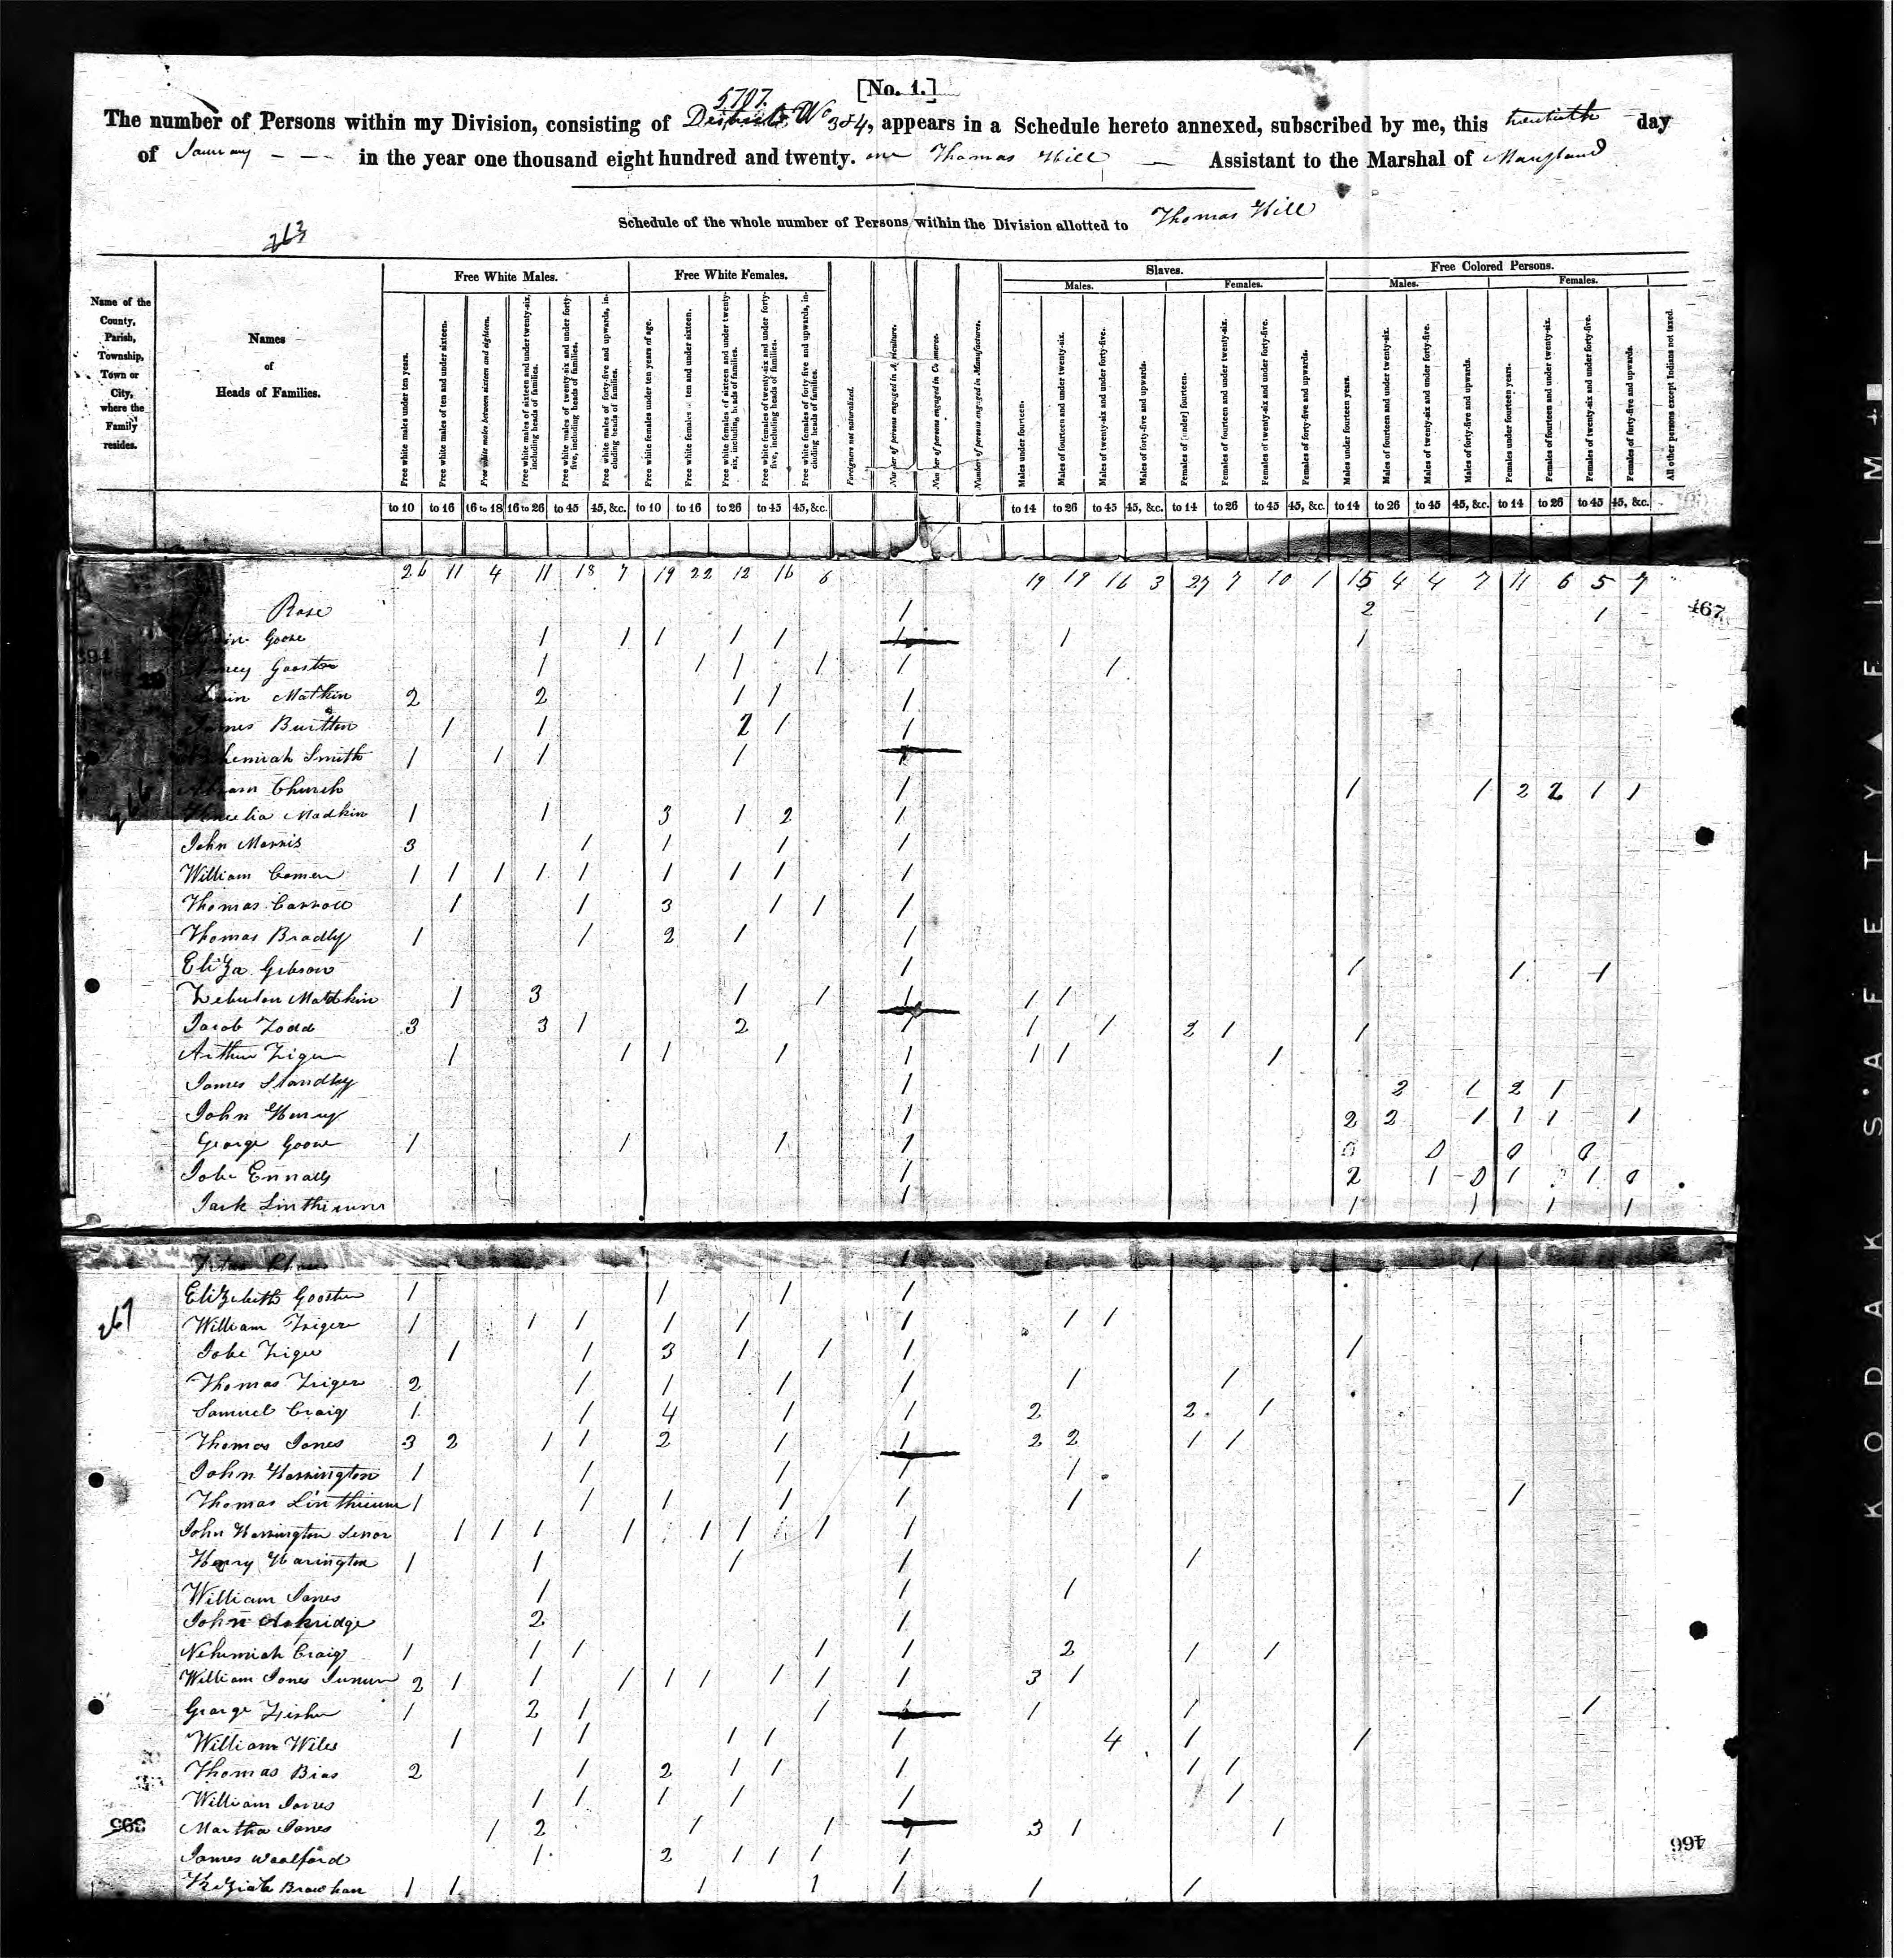 [No. 1.]
5707.
The number of Persons within my Division, consisting of Districts No 3&4, appears in a Schedule hereto annexed, subscribed by me, this twentieth day
of January - - - in the year one thousand eight hundred and twenty. one Thomas Hill — Assistant to the Marshal of Maryland
Schedule of the whole number of Persons within the Division allotted to Thomas Hill
263
Name of the County, Parish, Township, Town or City, where the Family resides.
Names of Heads of Families.
Free White Males.
Free White Females.
Slaves.
Free Colored Persons.
Males. Females. Males. Females.
Free white males under ten years.
Free white males of ten and under sixteen.
Free white males between sixteen and eighteen.
Free white males of sixteen and under twenty-six, including heads of families.
Free white males of twenty-six and under forty-five, including heads of families.
Free white males of forty-five and upwards, including heads of families.
Free white females under ten years of age.
Free white females ten and under sixteen.
Free white females of sixteen and under twenty-six, including heads of families.
Free white females of twenty-six and under forty-five, including heads of families.
Free white females of forty-five and upwards, including heads of families.
Foreigners not naturalized.
Number of persons engaged in Agriculture.
Number of persons engaged in Commerce.
Number of persons engaged in Manufactures.
Males under fourteen.
Males of fourteen and under twenty-six.
Males of twenty-six and under forty-five.
Males of forty-five and upwards.
Females of [under] fourteen.
Females of fourteen and under twenty-six.
Females of twenty-six and under forty-five.
Females of forty-five and upwards.
Males under fourteen years.
Males of fourteen and under twenty-six.
Males of twenty-six and under forty-five.
Males of forty-five and upwards.
Females under fourteen years.
Females of fourteen and under twenty-six.
Females of twenty-six and under forty-five.
Females of forty-five and upwards.
All other persons except Indians not taxed.
to 10 to 16 16 to 18 16 to 26 to 45 45, &c. to 10 to 16 to 26 to 45 45, &c. to 14 to 26 to 45 45, &c. to 14 to 26 to 45 45, &c. to 14 to 26 to 45 45, &c. to 14 to 26 to 45 45, &c.
26 11 4 11 18 7 19 22 12 16 6 19 19 16 3 27 7 10 1 15 4 4 7 11 6 5 7
Rose 1 2 1 467
Goose 1 1 1 1 1 1 1 1
Gootee 1 1 1 1 1 1
Matkin 2 2 1 1 1
James Burtton 1 1 2 1 1
Nehemiah Smith 1 1 1 1 1
Church 1 1 1 2 2 1 1
Madkin 1 1 3 1 2 1
John Morris 3 1 1 1 1
William Comen 1 1 1 1 1 1 1 1 1
Thomas Carroll 1 1 3 1 1 1
Thomas Bradly 1 1 2 1 1
Eliza Gibson 1 1 1 1
Zebulon Matdkin 1 3 1 1 1 1 1
Jacob Todd 3 3 1 2 1 1 1 2 1 1
Arthur 1 1 1 1 1 1 1 1
James Standly 1 2 1 2 1
John Henry 1 2 2 1 1 1 1
George Goose 1 1 1 1 0 0 0 0
Jobe Ennalls 1 2 1 0 1 1 0
Jack Linthicum 1 1 1 1 1
Elizebeth Gootee 1 1 1 1
267
William 1 1 1 1 1 1 1 1
Jobe 1 1 3 1 1 1 1
Thomas 2 1 1 1 1 1 1
Samuel Craig 1 1 4 1 1 2 2 1
Thomas Jones 3 2 1 1 2 1 1 2 2 1 1
John Harrington 1 1 1 1 1
Thomas Linthicum 1 1 1 1 1 1 1
John Harrington Senor 1 1 1 1 1 1 1 1
Henry Harington 1 1 1 1 1
William Jones 1 1 1
John Askridge 2 1
Nehemiah Craig 1 1 1 1 1 2 1 1
William Jones Junior 2 1 1 1 1 1 1 1 1 3 1
George Fisher 1 2 1 1 1 1 1 1
William Wiles 1 1 1 1 1 1 4 1 1
Thomas Bias 2 1 2 1 1 1 1 1
William Jones 1 1 1 1 1 1
Martha Jones 1 2 1 1 1 3 1 1
James Woolford 1 2 1 1 1 1
Keziah 1 1 1 1 1 1 1
395
466
KODAK S'AFETY FILM